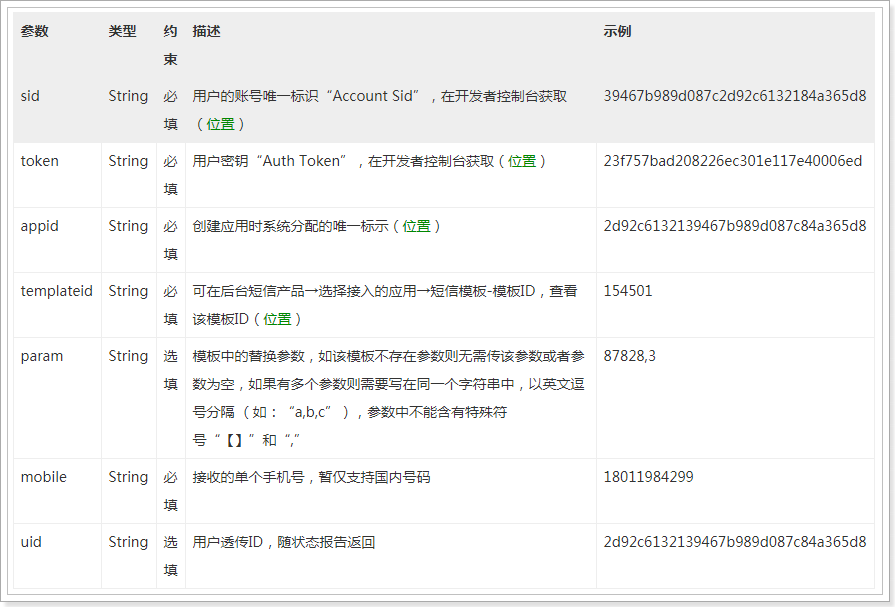 参数 类型 约 描述 示例
束
sid String 必 用户的账号唯一标识“Account Sid”，在开发者控制台获取 39467b989d087c2d92c6132184a365d8
填 （位置）
token String 必 用户密钥“Auth Token”，在开发者控制台获取（位置） 23f757bad208226ec301e117e40006ed
填
appid String 必 创建应用时系统分配的唯一标示（位置） 2d92c6132139467b989d087c84a365d8
填
templateid String 必 可在后台短信产品→选择接入的应用→短信模板-模板ID，查看 154501
填 该模板ID（位置）
param String 选 模板中的替换参数，如该模板不存在参数则无需传该参数或者参 87828,3
填 数为空，如果有多个参数则需要写在同一个字符串中，以英文逗
号分隔（如：“a,b,c”），参数中不能含有特殊符
号“【】”和“,”
mobile String 必 接收的单个手机号，暂仅支持国内号码 18011984299
填
uid String 选 用户透传ID，随状态报告返回 2d92c6132139467b989d087c84a365d8
填